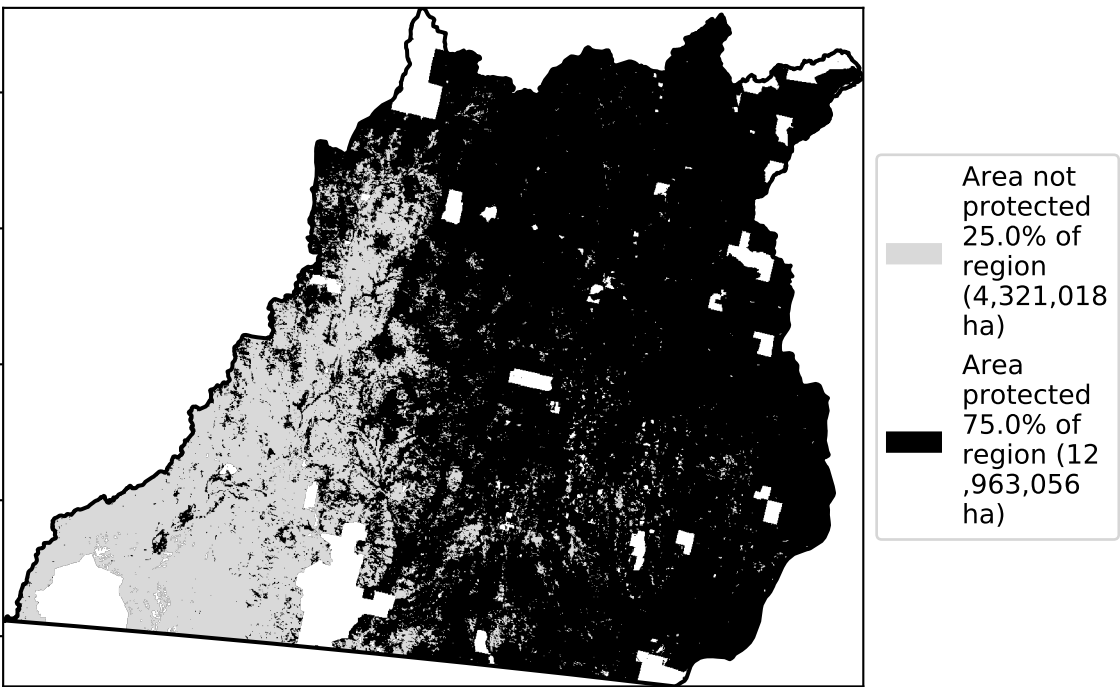 Area not
protected
25.0% of
region
(4,321,018
ha)
Area
protected
75.0% of
region (12
,963,056
ha)